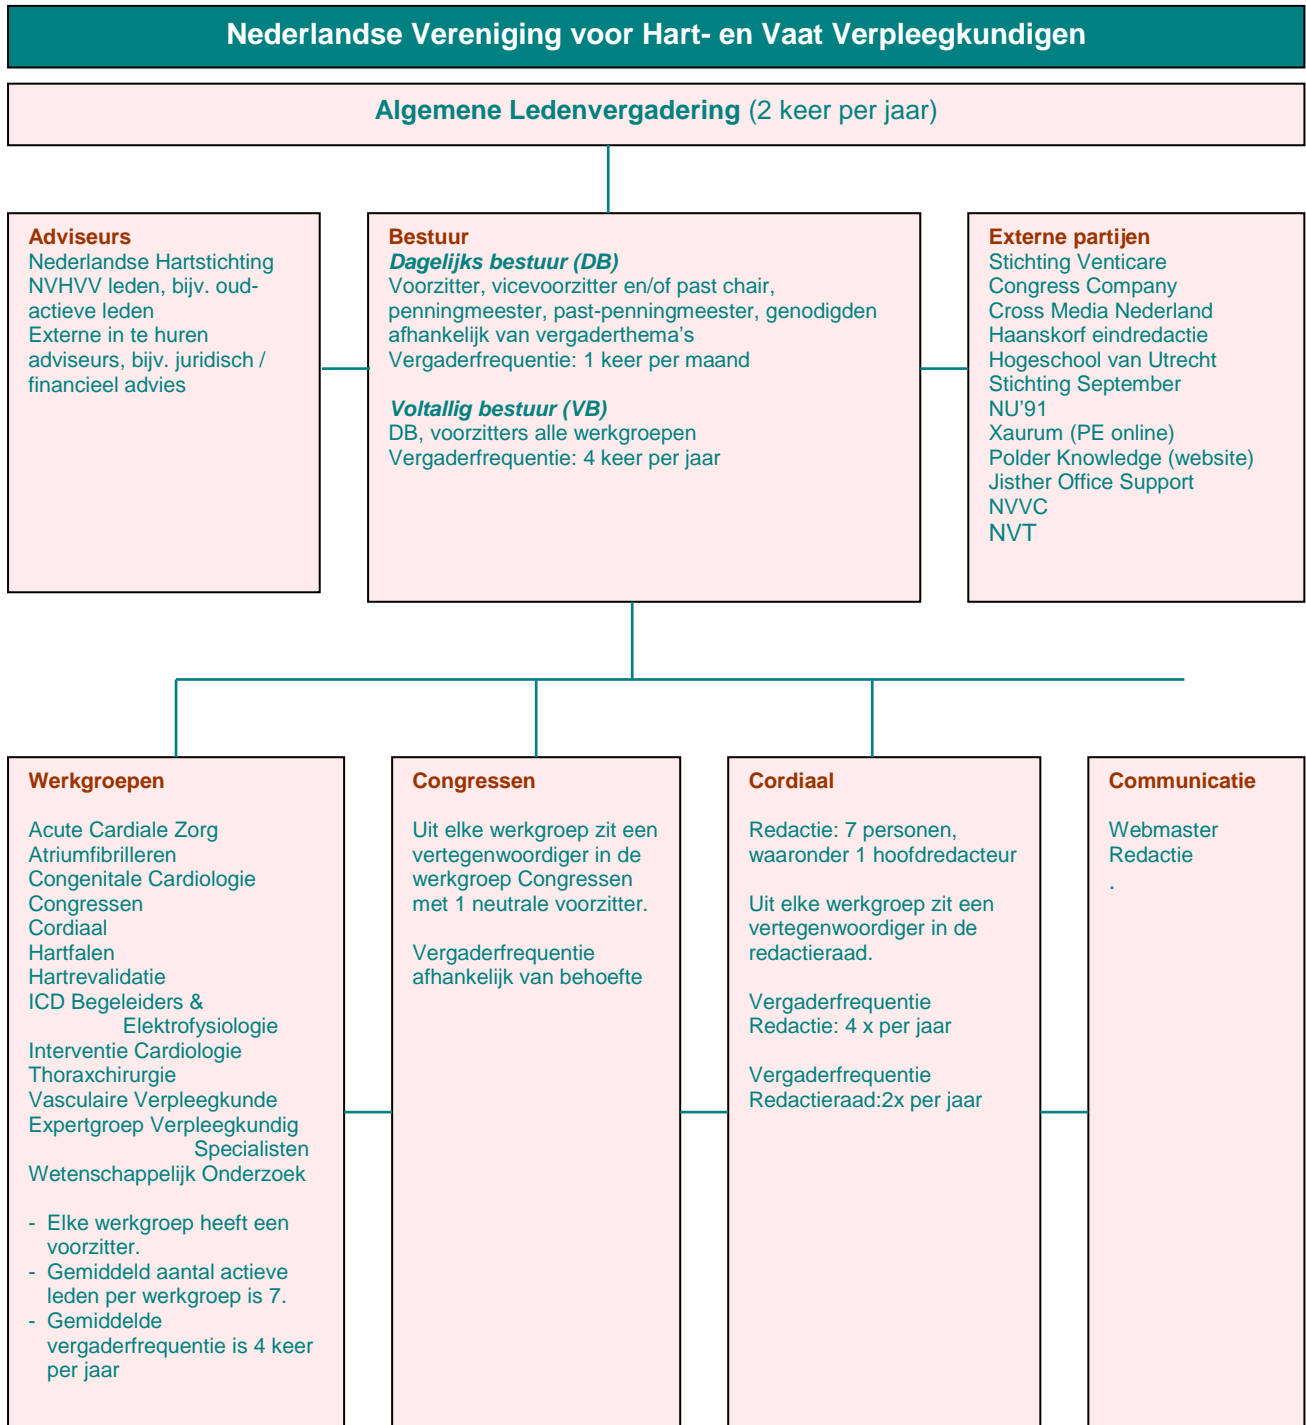 Nederlandse Vereniging voor Hart- en Vaat Verpleegkundigen
Algemene Ledenvergadering (2 keer per jaar)
Adviseurs
Nederlandse Hartstichting
NVHVV leden, bijv. oud-
actieve leden
Externe in te huren
adviseurs, bijv. juridisch /
financieel advies
Bestuur
Dagelijks bestuur (DB)
Voorzitter, vicevoorzitter en/of past chair,
penningmeester, past-penningmeester, genodigden
afhankelijk van vergaderthema's
Vergaderfrequentie: 1 keer per maand
Voltallig bestuur (VB)
DB, voorzitters alle werkgroepen
Vergaderfrequentie: 4 keer per jaar
Externe partijen
Stichting Venticare
Congress Company
Cross Media Nederland
Haanskorf eindredactie
Hogeschool van Utrecht
Stichting September
NU'91
Xaurum (PE online)
Polder Knowledge (website)
Jisther Office Support
NVVC
NVT
Werkgroepen
Acute Cardiale Zorg
Atriumfibrilleren
Congenitale Cardiologie
Congressen
Cordiaal
Hartfalen
Hartrevalidatie
ICD Begeleiders &
Elektrofysiologie
Interventie Cardiologie
Thoraxchirurgie
Vasculaire Verpleegkunde
Expertgroep Verpleegkundig
Specialisten
Wetenschappelijk Onderzoek
- Elke werkgroep heeft een
voorzitter.
- Gemiddeld aantal actieve
leden per werkgroep is 7.
- Gemiddelde
vergaderfrequentie is 4 keer
per jaar
Congressen
Uit elke werkgroep zit een
vertegenwoordiger in de
werkgroep Congressen
met 1 neutrale voorzitter.
Vergaderfrequentie
afhankelijk van behoefte
Cordiaal
Redactie: 7 personen,
waaronder 1 hoofdredacteur
Uit elke werkgroep zit een
vertegenwoordiger in de
redactieraad.
Vergaderfrequentie
Redactie: 4 x per jaar
Vergaderfrequentie
Redactieraad:2x per jaar
Communicatie
Webmaster
Redactie
.